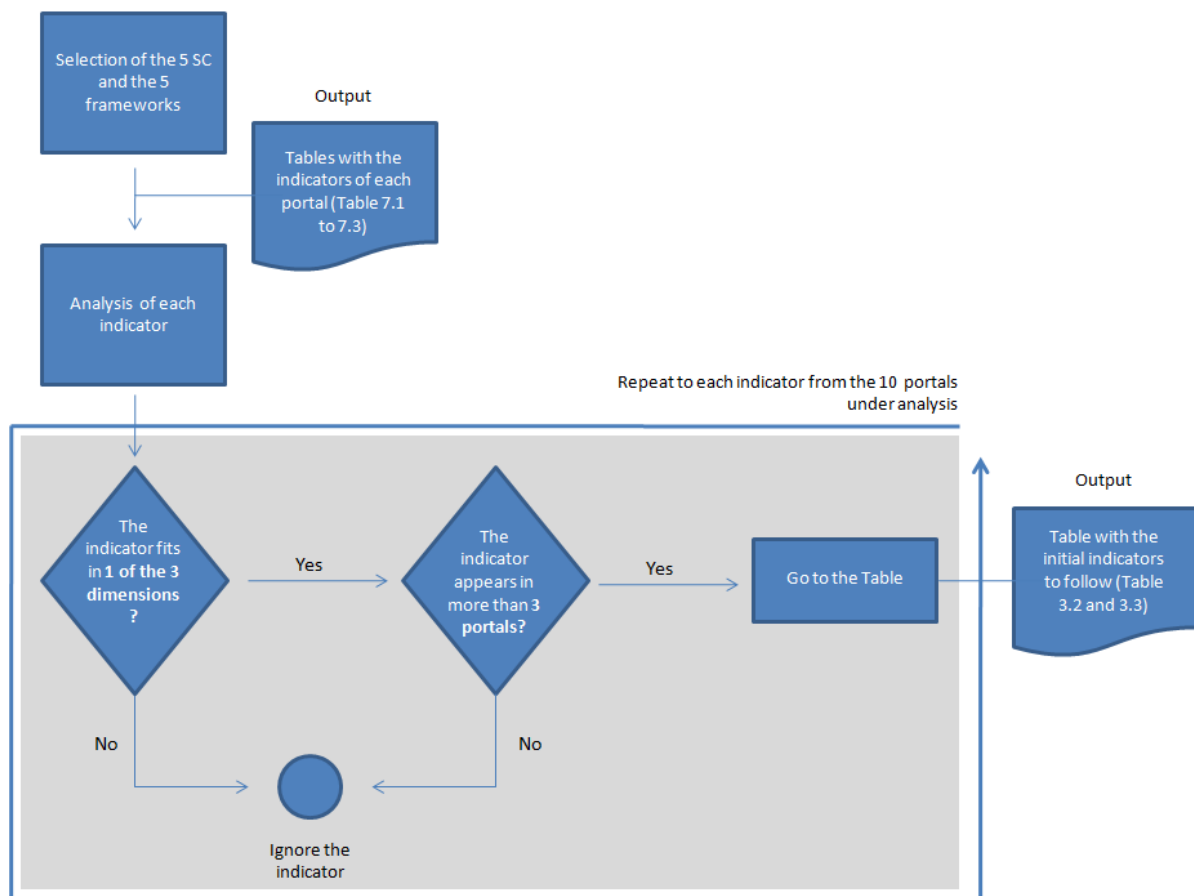 Selection of the 5 SC
and the 5
frameworks
Output
Tables with the
indicators of each
portal (Table 7.1
to 7.3)
Analysis of each
indicator
Repeat to each indicator from the 10 portals
under analysis
The
indicator fits
in 1 of the 3
dimensions
?
Yes
The
indicator
appears in
more than 3
portals?
Yes
Go to the Table
Output
Table with the
initial indicators
to follow (Table
3.2 and 3.3)
No
No
Ignore the
indicator